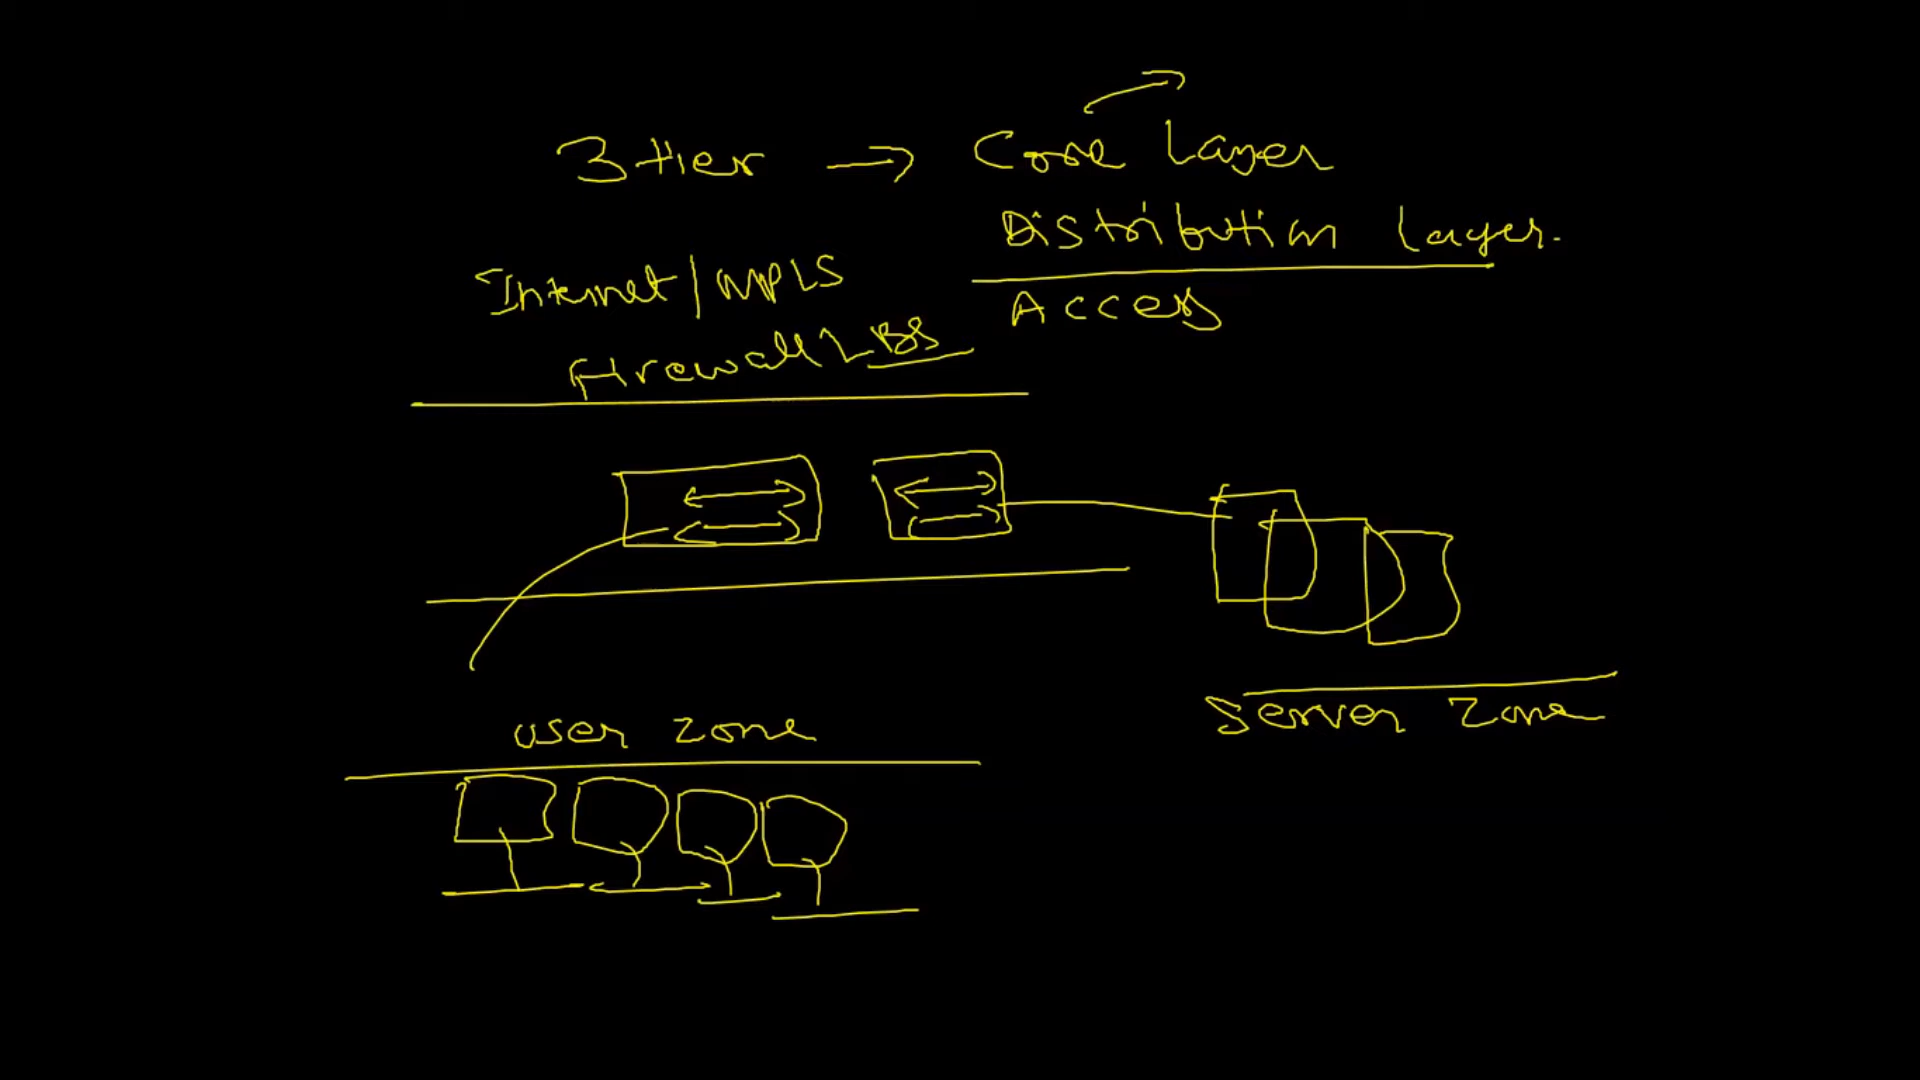 3 tier → Core Layer
Distribution Layer.
Access
Internet/MPLS
Firewall LBS
user zone
Server Zone